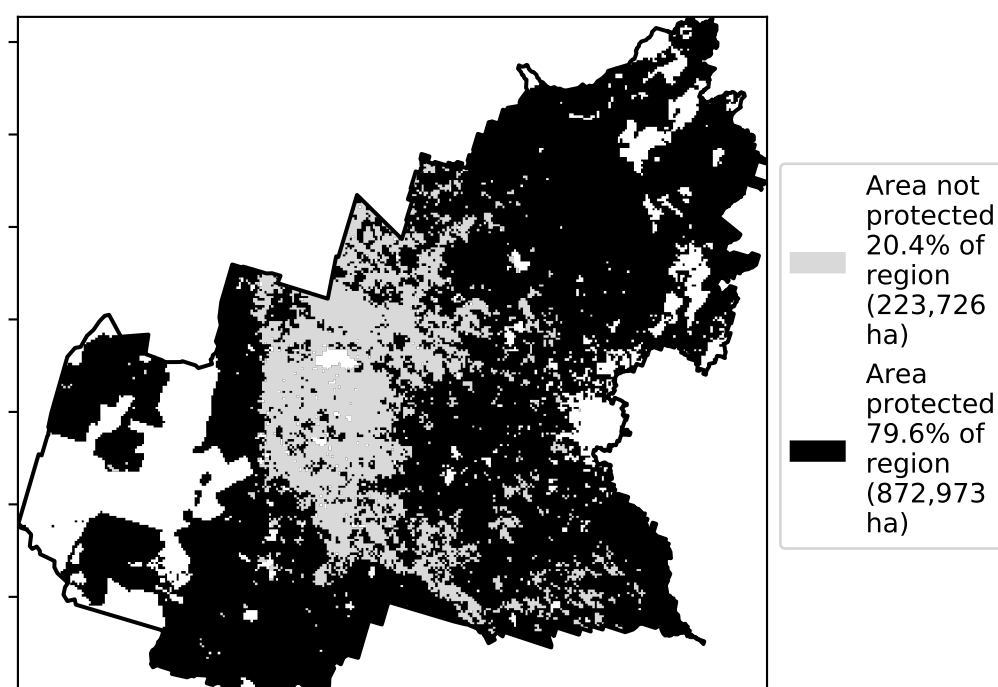 Area not
protected
20.4% of
region
(223,726
ha)
Area
protected
79.6% of
region
(872,973
ha)